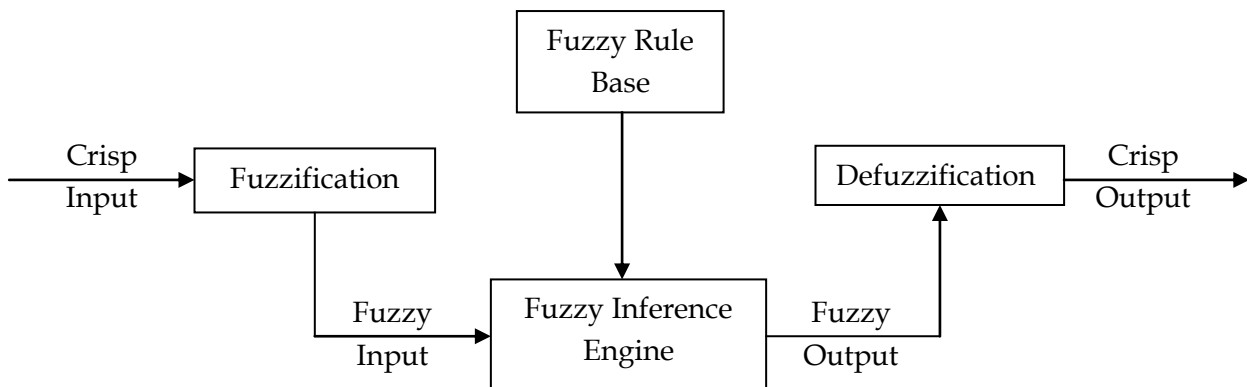 Fuzzy Rule
Base
Crisp
Input
Fuzzification
Defuzzification
Crisp
Output
Fuzzy
Input
Fuzzy Inference
Engine
Fuzzy
Output